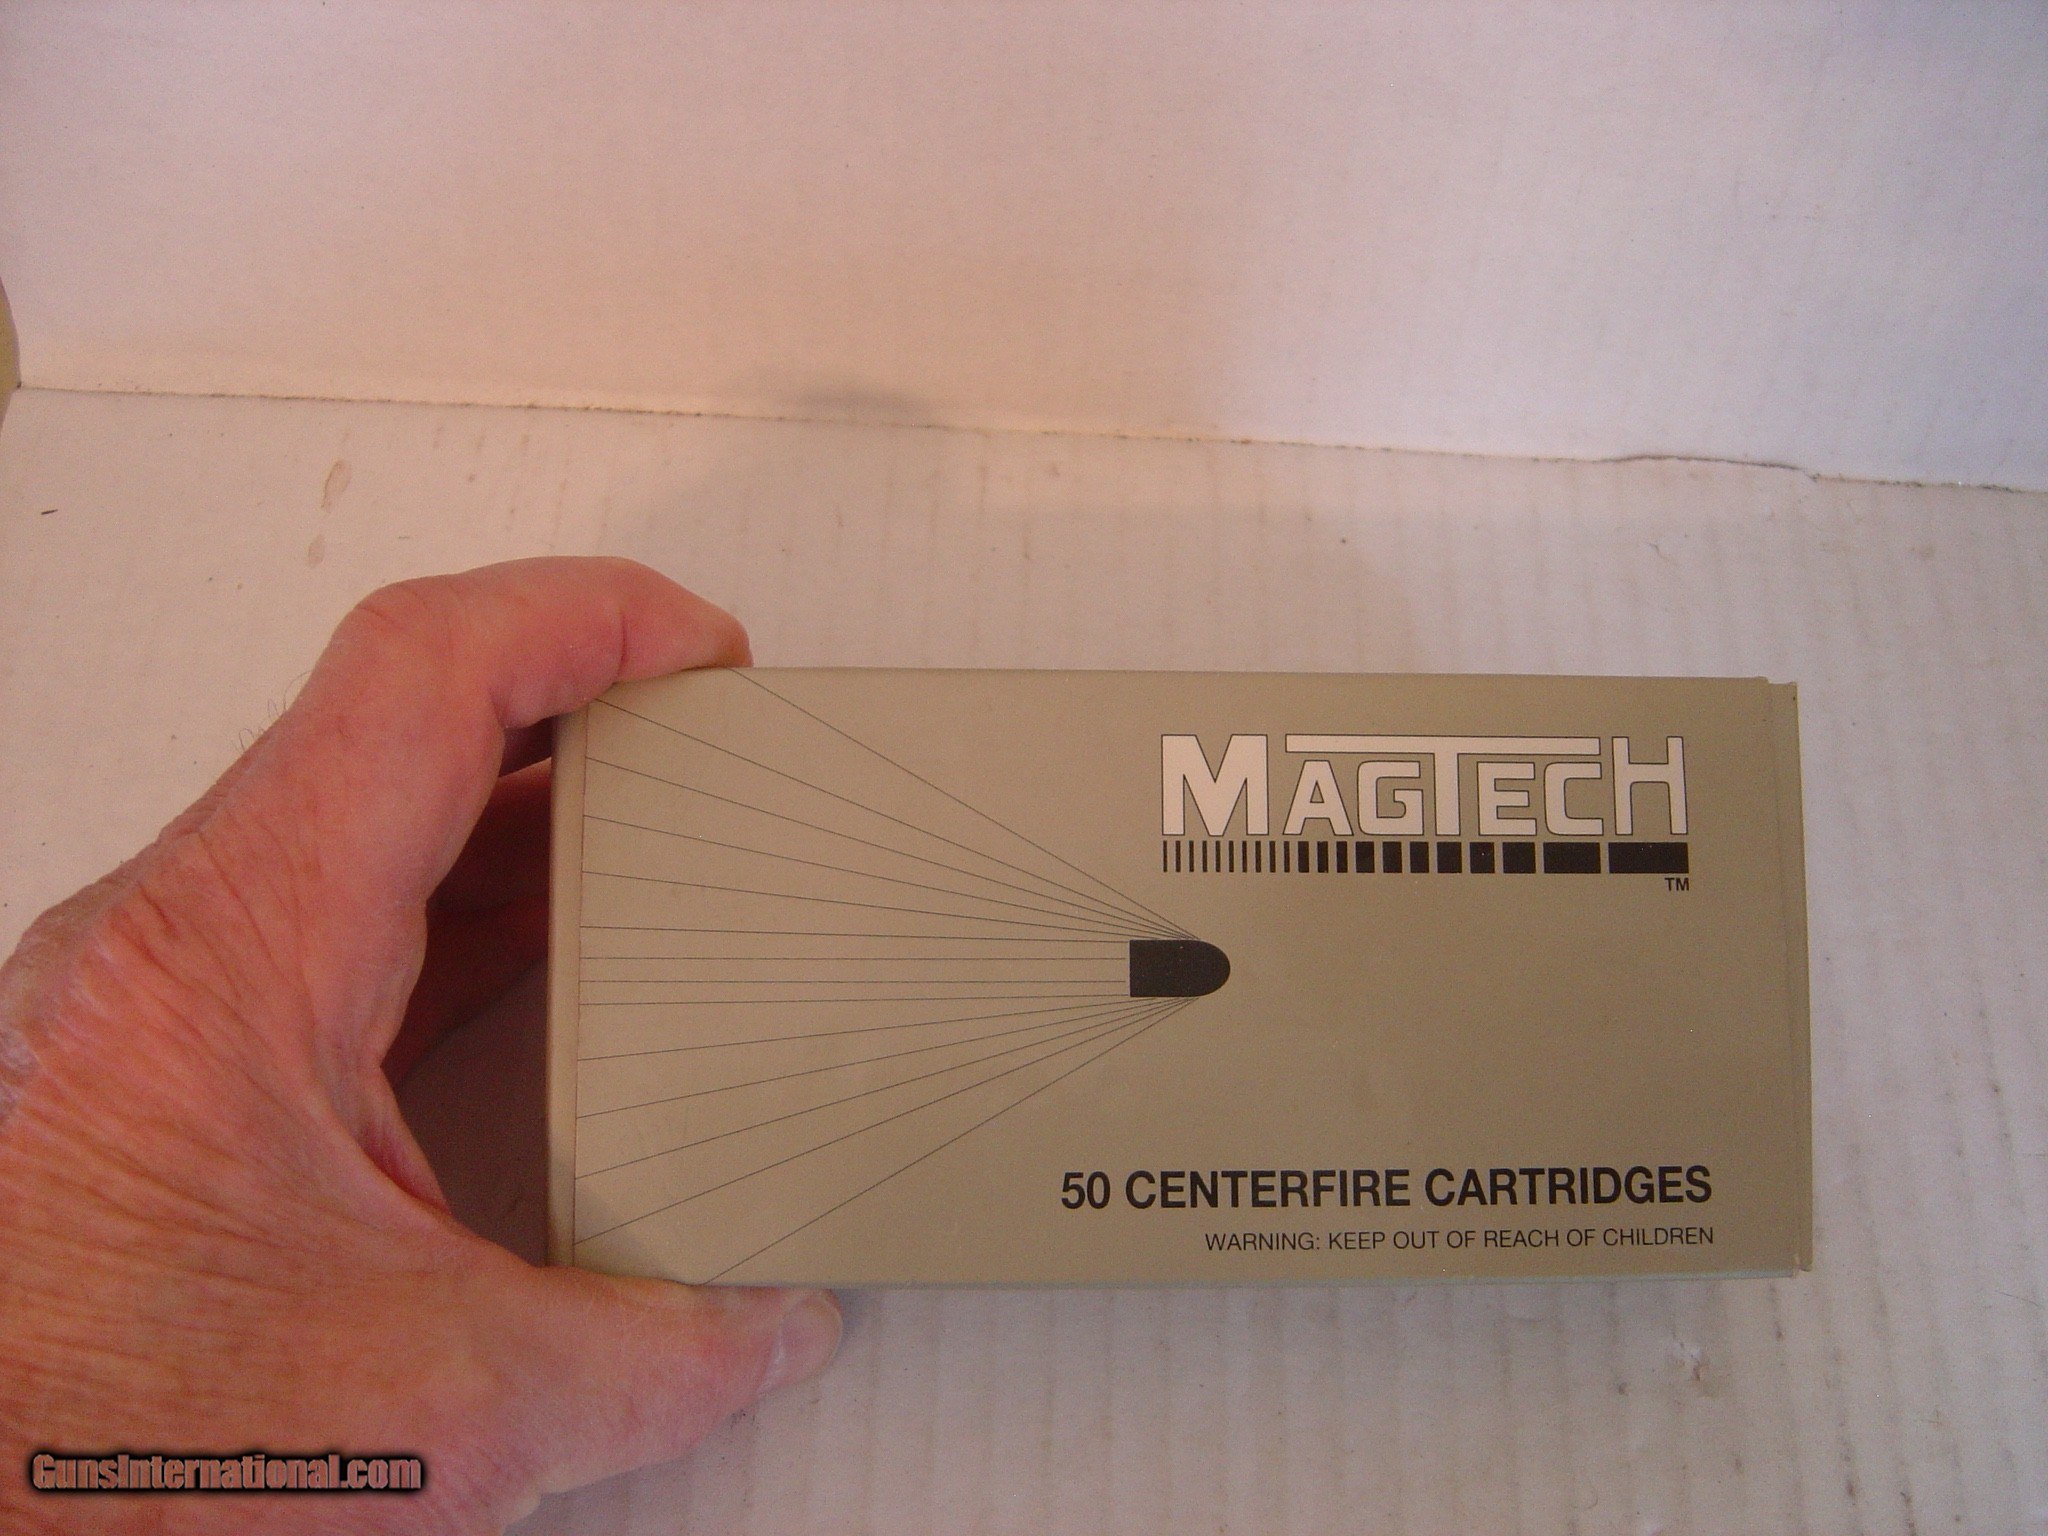 MAGTECH
TM
50 CENTERFIRE CARTRIDGES
WARNING: KEEP OUT OF REACH OF CHILDREN
GunsInternational.com